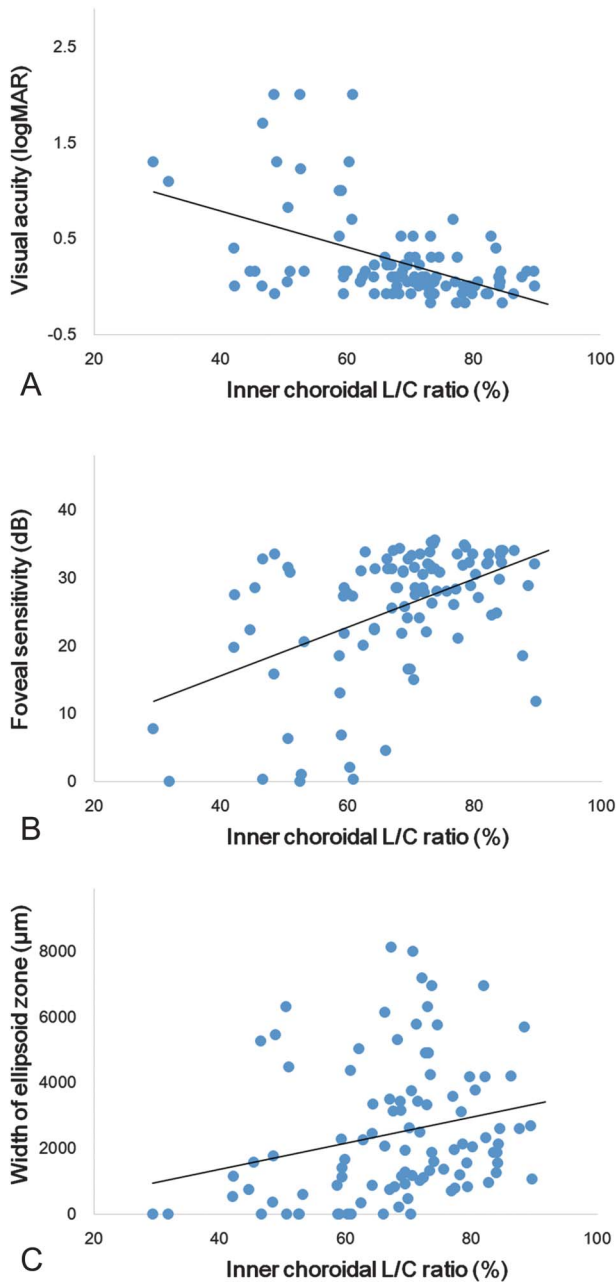 2.5
1.5
0.5
-0.5
Visual acuity (logMAR)
20 40 60 80 100
A
Inner choroidal L/C ratio (%)
40
30
20
10
0
Foveal sensitivity (dB)
20 40 60 80 100
B
Inner choroidal L/C ratio (%)
8000
6000
4000
2000
0
Width of ellipsoid zone (μm)
20 40 60 80 100
C
Inner choroidal L/C ratio (%)